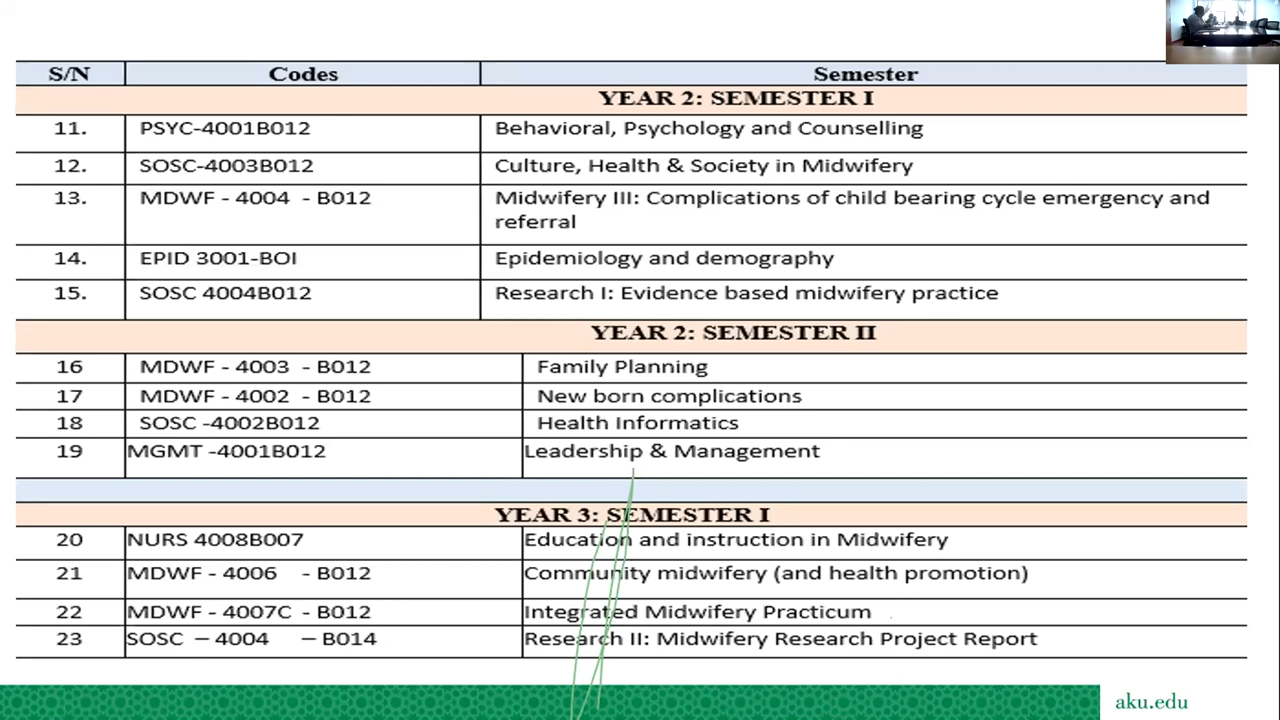 S/N Codes Semester
YEAR 2: SEMESTER I
11. PSYC-4001B012 Behavioral, Psychology and Counselling
12. SOSC-4003B012 Culture, Health & Society in Midwifery
13. MDWF - 4004 - B012 Midwifery III: Complications of child bearing cycle emergency and
referral
14. EPID 3001-BOI Epidemiology and demography
15. SOSC 4004B012 Research I: Evidence based midwifery practice
YEAR 2: SEMESTER II
16 MDWF - 4003 - B012 Family Planning
17 MDWF - 4002 - B012 New born complications
18 SOSC -4002B012 Health Informatics
19 MGMT -4001B012 Leadership & Management
YEAR 3: SEMESTER I
20 NURS 4008B007 Education and instruction in Midwifery
21 MDWF - 4006 - B012 Community midwifery (and health promotion)
22 MDWF - 4007C - B012 Integrated Midwifery Practicum
23 SOSC – 4004 – B014 Research II: Midwifery Research Project Report
aku.edu